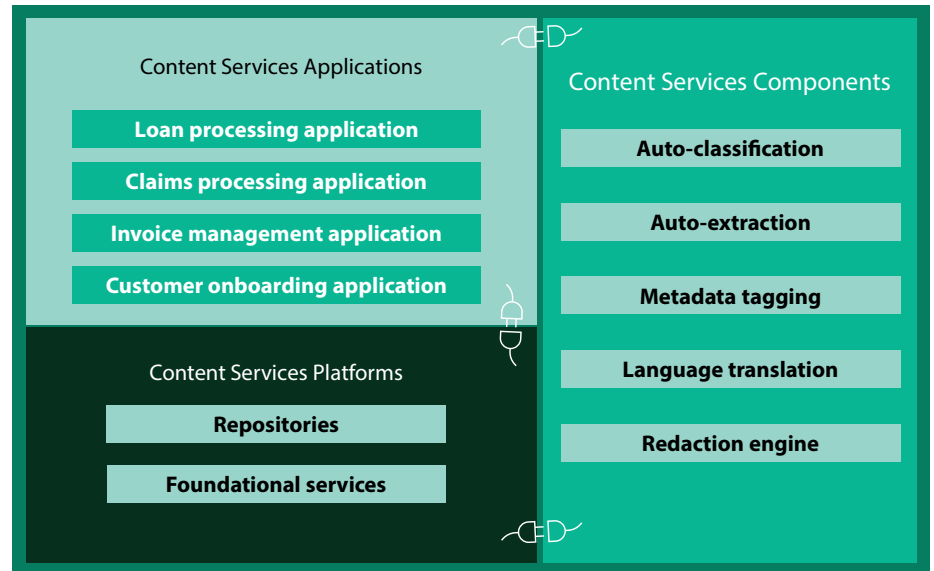 Content Services Applications
Loan processing application
Claims processing application
Invoice management application
Customer onboarding application
Content Services Platforms
Repositories
Foundational services
Content Services Components
Auto-classification
Auto-extraction
Metadata tagging
Language translation
Redaction engine